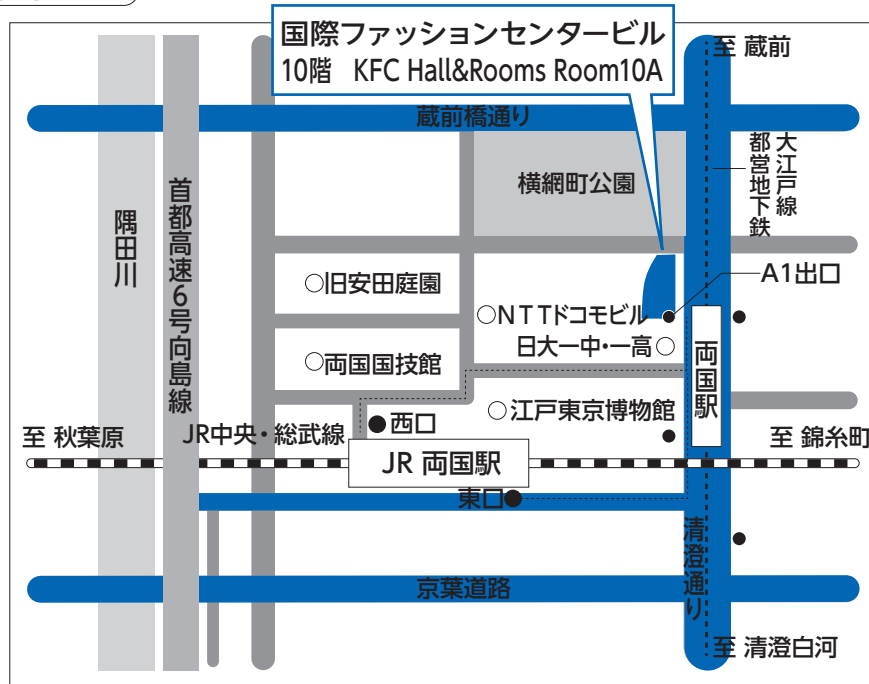 国際ファッションセンタービル
10階 KFC Hall&Rooms Room10A
至 蔵前
蔵前橋通り
都営地下鉄
大江戸線
横網町公園
首都高速6号向島線
隅田川
A1出口
○旧安田庭園
○NTTドコモビル
日大一中・一高○
両国駅
○両国国技館
○江戸東京博物館
●西口
至 秋葉原
JR中央・総武線
至 錦糸町
JR 両国駅
東口●
清澄通り
京葉道路
至 清澄白河